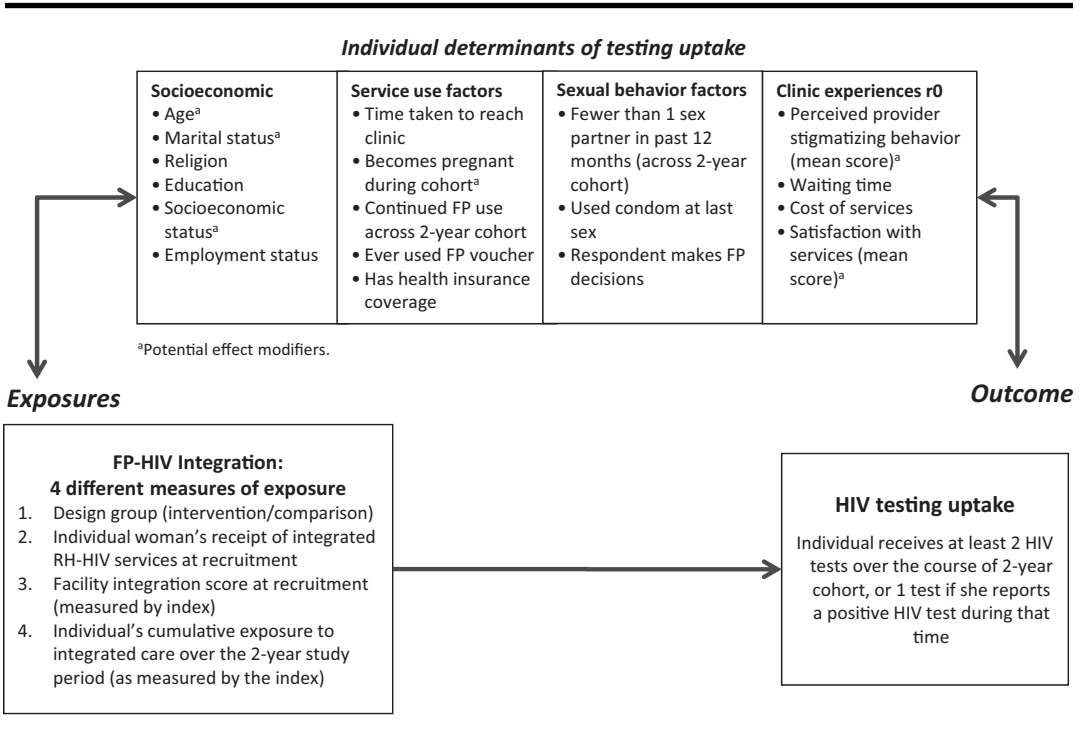 Individual determinants of testing uptake
Socioeconomic
• Ageᵃ
• Marital statusᵃ
• Religion
• Education
• Socioeconomic
statusᵃ
• Employment status
Service use factors
• Time taken to reach
clinic
• Becomes pregnant
during cohortᵃ
• Continued FP use
across 2-year cohort
• Ever used FP voucher
• Has health insurance
coverage
Sexual behavior factors
• Fewer than 1 sex
partner in past 12
months (across 2-year
cohort)
• Used condom at last
sex
• Respondent makes FP
decisions
Clinic experiences r0
• Perceived provider
stigmatizing behavior
(mean score)ᵃ
• Waiting time
• Cost of services
• Satisfaction with
services (mean
score)ᵃ
ᵃPotential effect modifiers.
Exposures
Outcome
FP-HIV Integration:
4 different measures of exposure
1. Design group (intervention/comparison)
2. Individual woman's receipt of integrated
RH-HIV services at recruitment
3. Facility integration score at recruitment
(measured by index)
4. Individual's cumulative exposure to
integrated care over the 2-year study
period (as measured by the index)
HIV testing uptake
Individual receives at least 2 HIV
tests over the course of 2-year
cohort, or 1 test if she reports
a positive HIV test during that
time